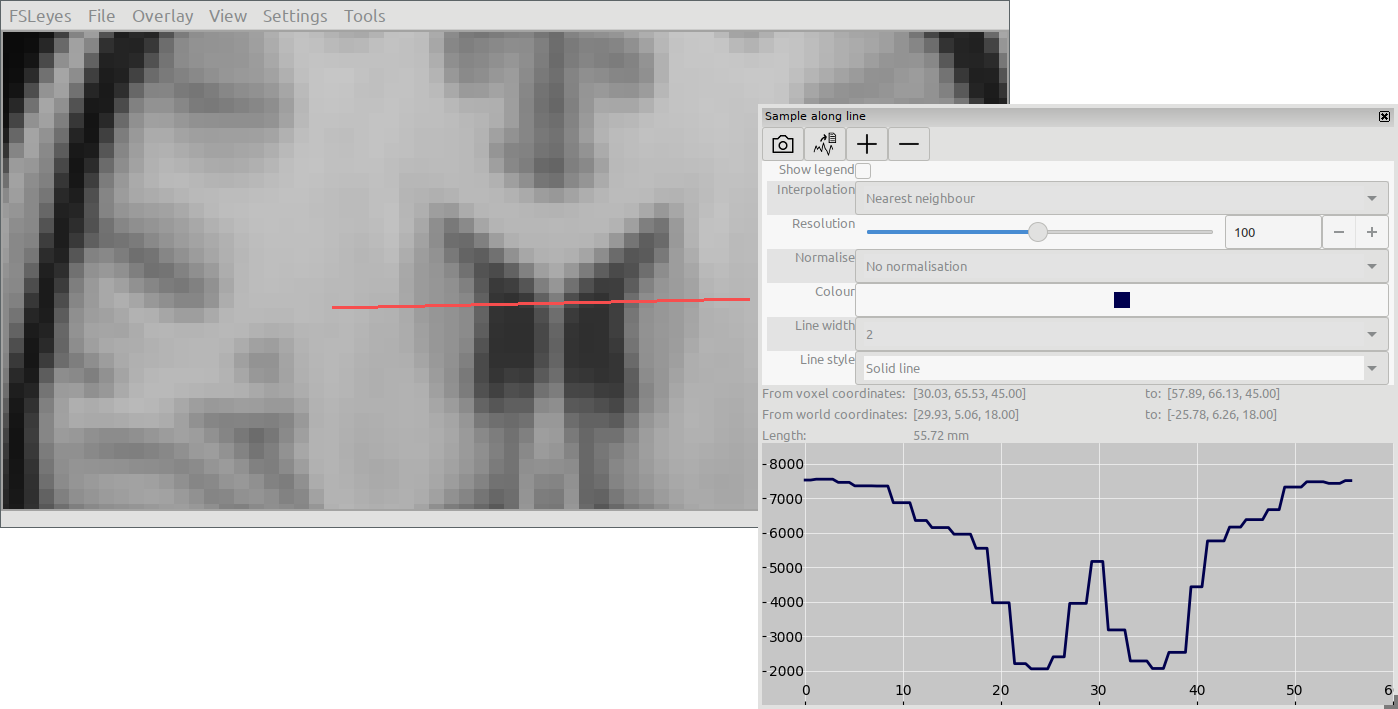 FSLeyes File Overlay View Settings Tools
Sample along line
Show legend
Interpolation Nearest neighbour
Resolution 100
Normalise No normalisation
Colour
Line width 2
Line style Solid line
From voxel coordinates: [30.03, 65.53, 45.00] to: [57.89, 66.13, 45.00]
From world coordinates: [29.93, 5.06, 18.00] to: [-25.78, 6.26, 18.00]
Length: 55.72 mm
8000
7000
6000
5000
4000
3000
2000
0 10 20 30 40 50 6